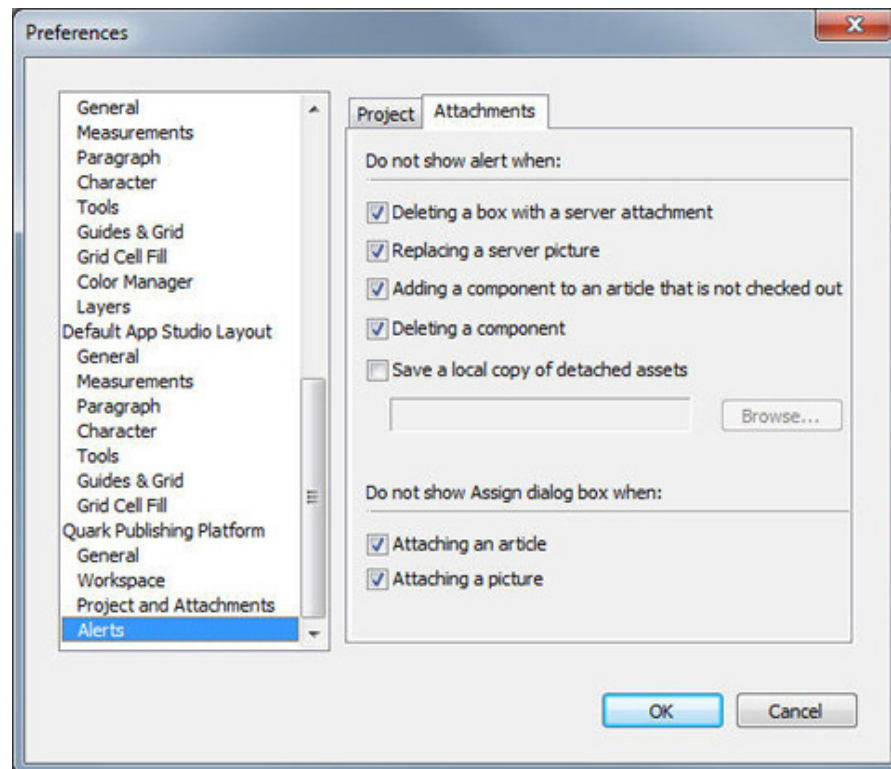 Preferences
General
Measurements
Paragraph
Character
Tools
Guides & Grid
Grid Cell Fill
Color Manager
Layers
Default App Studio Layout
General
Measurements
Paragraph
Character
Tools
Guides & Grid
Grid Cell Fill
Quark Publishing Platform
General
Workspace
Project and Attachments
Alerts
Project
Attachments
Do not show alert when:
Deleting a box with a server attachment
Replacing a server picture
Adding a component to an article that is not checked out
Deleting a component
Save a local copy of detached assets
Browse...
Do not show Assign dialog box when:
Attaching an article
Attaching a picture
OK
Cancel